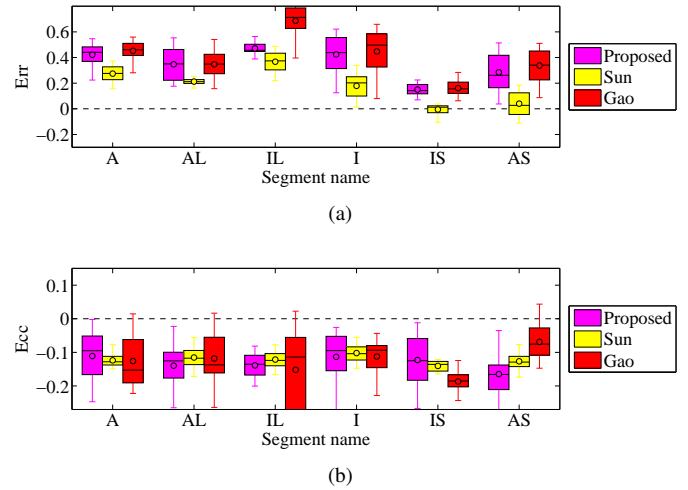 0.6
0.4
0.2
0
−0.2
Err
A AL IL I IS AS
Segment name
Proposed
Sun
Gao
(a)
0.1
0
−0.1
−0.2
Ecc
A AL IL I IS AS
Segment name
Proposed
Sun
Gao
(b)